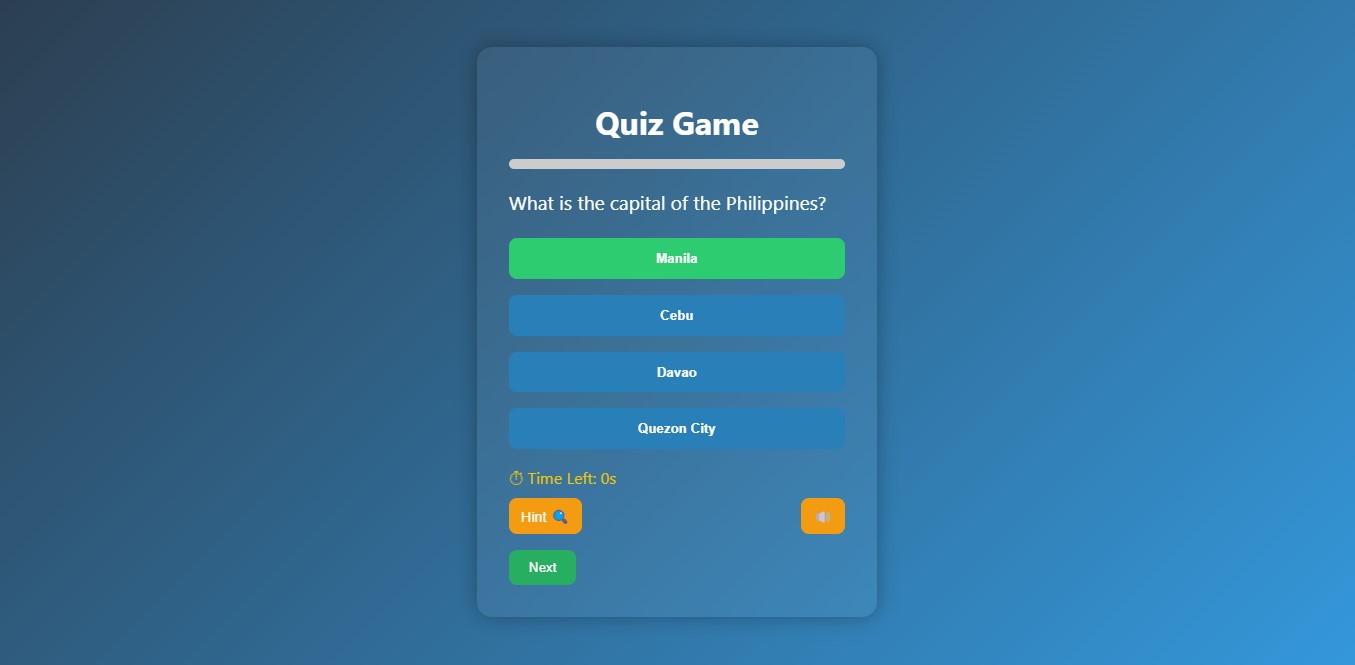 Quiz Game
What is the capital of the Philippines?
Manila
Cebu
Davao
Quezon City
⏱ Time Left: 0s
Hint 🔍
🔊
Next